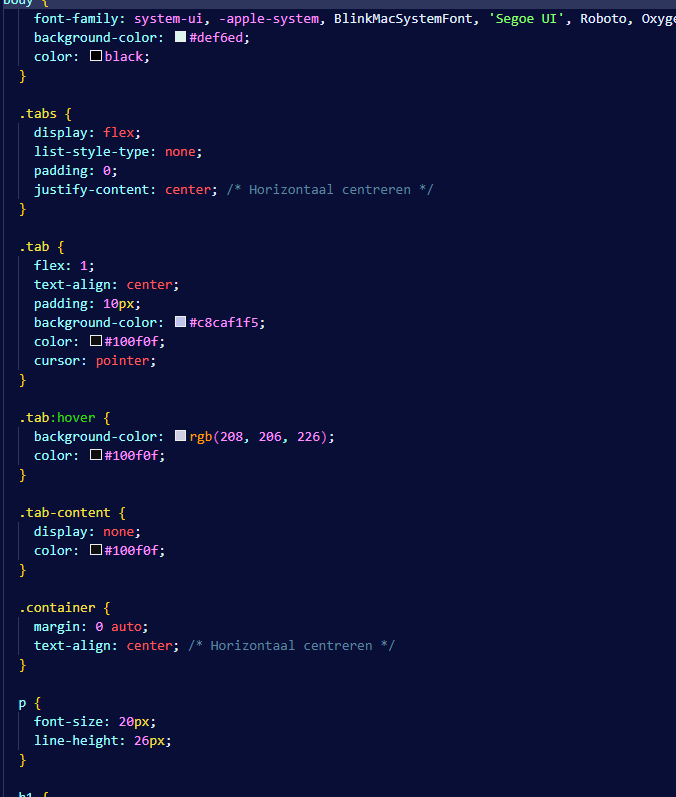 body {
font-family: system-ui, -apple-system, BlinkMacSystemFont, 'Segoe UI', Roboto, Oxyge
background-color: #def6ed;
color: black;
}
.tabs {
display: flex;
list-style-type: none;
padding: 0;
justify-content: center; /* Horizontaal centreren */
}
.tab {
flex: 1;
text-align: center;
padding: 10px;
background-color: #c8caf1f5;
color: #100f0f;
cursor: pointer;
}
.tab:hover {
background-color: rgb(208, 206, 226);
color: #100f0f;
}
.tab-content {
display: none;
color: #100f0f;
}
.container {
margin: 0 auto;
text-align: center; /* Horizontaal centreren */
}
p {
font-size: 20px;
line-height: 26px;
}
h1 {